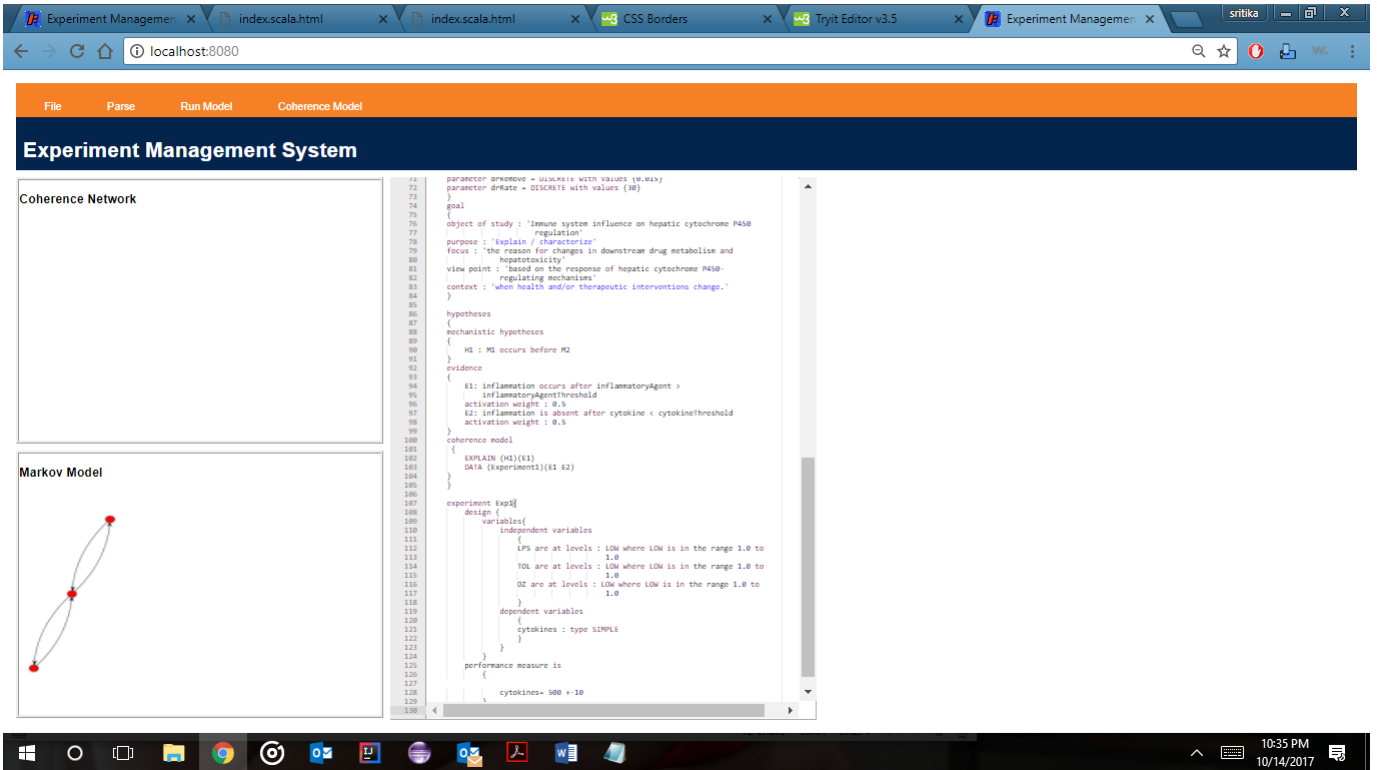 Experiment Managemen
index.scala.html
index.scala.html
CSS Borders
Tryit Editor v3.5
Experiment Managemen
sritika
localhost:8080
File Parse Run Model Coherence Model
Experiment Management System
Coherence Network
Markov Model
71 parameter drRemove = DISCRETE with values {0.015}
72 parameter drRate = DISCRETE with values {30}
73 }
74 goal
75 {
76 object of study : 'Immune system influence on hepatic cytochrome P450
77 regulation'
78 purpose : 'Explain / characterize'
79 focus : 'the reason for changes in downstream drug metabolism and
80 hepatotoxicity'
81 view point : 'based on the response of hepatic cytochrome P450-
82 regulating mechanisms'
83 context : 'when health and/or therapeutic interventions change.'
84 }
85
86 hypotheses
87 {
88 mechanistic hypotheses
89 {
90 H1 : M1 occurs before M2
91 }
92 evidence
93 {
94 E1: inflammation occurs after inflammatoryAgent >
95 inflammatoryAgentThreshold
96 activation weight : 0.5
97 E2: inflammation is absent after cytokine < cytokineThreshold
98 activation weight : 0.5
99 }
100 coherence model
101 {
102 EXPLAIN (H1)(E1)
103 DATA (Experiment1)(E1 E2)
104 }
105 }
106
107 experiment Exp1{
108 design {
109 variables{
110 independent variables
111 {
112 LPS are at levels : LOW where LOW is in the range 1.0 to
113 1.0
114 TOL are at levels : LOW where LOW is in the range 1.0 to
115 1.0
116 DZ are at levels : LOW where LOW is in the range 1.0 to
117 1.0
118 }
119 dependent variables
120 {
121 cytokines : type SIMPLE
122 }
123 }
124 }
125 performance measure is
126 {
127
128 cytokines= 500 +-10
129 }
130
10:35 PM
10/14/2017